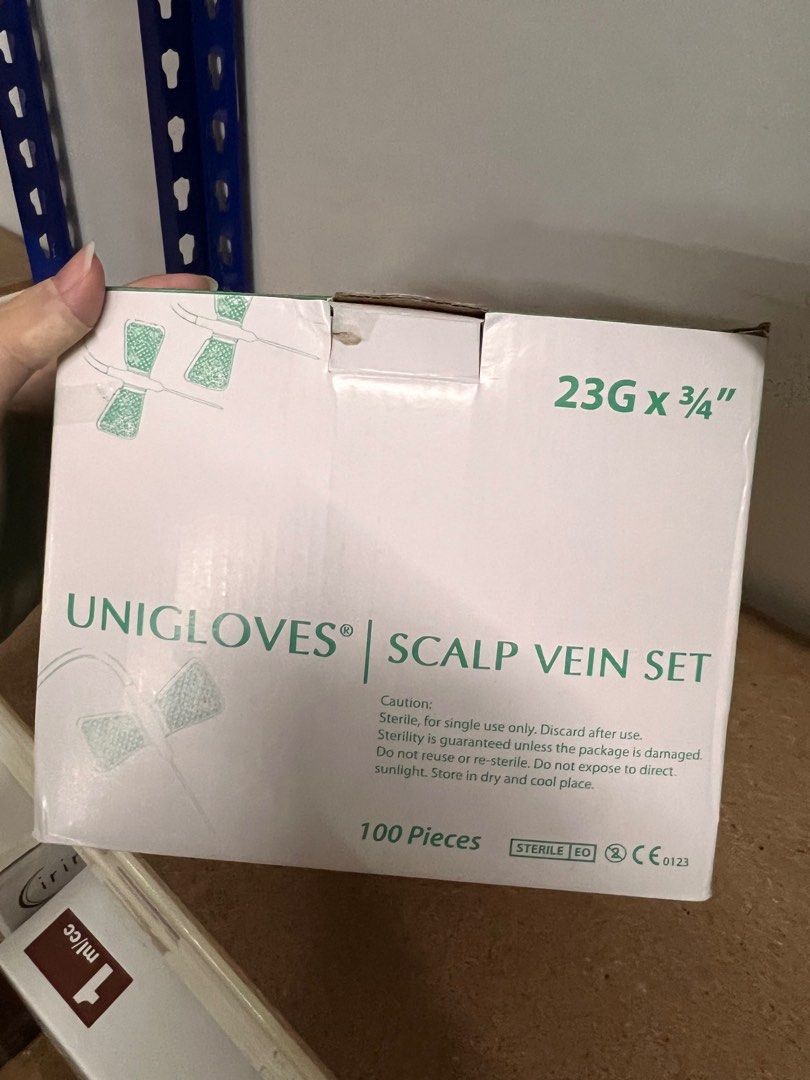 23G x ¾"
UNIGLOVES® | SCALP VEIN SET
Caution:
Sterile, for single use only. Discard after use.
Sterility is guaranteed unless the package is damaged.
Do not reuse or re-sterile. Do not expose to direct
sunlight. Store in dry and cool place.
100 Pieces
STERILE EO 2 CE 0123
1 ml/cc